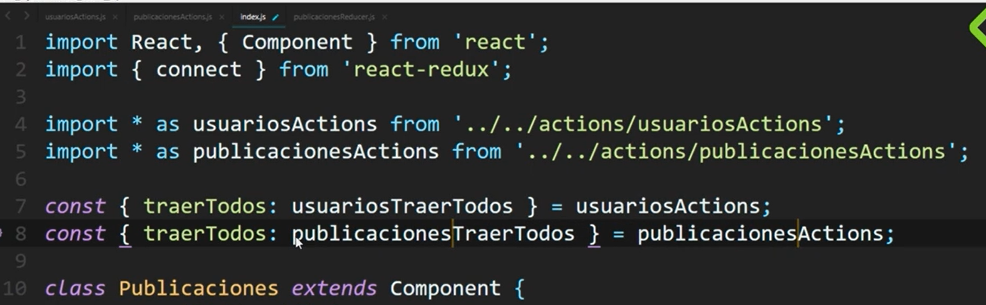 usuariosActions.js × publicacionesActions.js × index.js publicacionesReducer.js ×
1 import React, { Component } from 'react';
2 import { connect } from 'react-redux';
3
4 import * as usuariosActions from '../../actions/usuariosActions';
5 import * as publicacionesActions from '../../actions/publicacionesActions';
6
7 const { traerTodos: usuariosTraerTodos } = usuariosActions;
8 const { traerTodos: publicacionesTraerTodos } = publicacionesActions;
9
10 class Publicaciones extends Component {